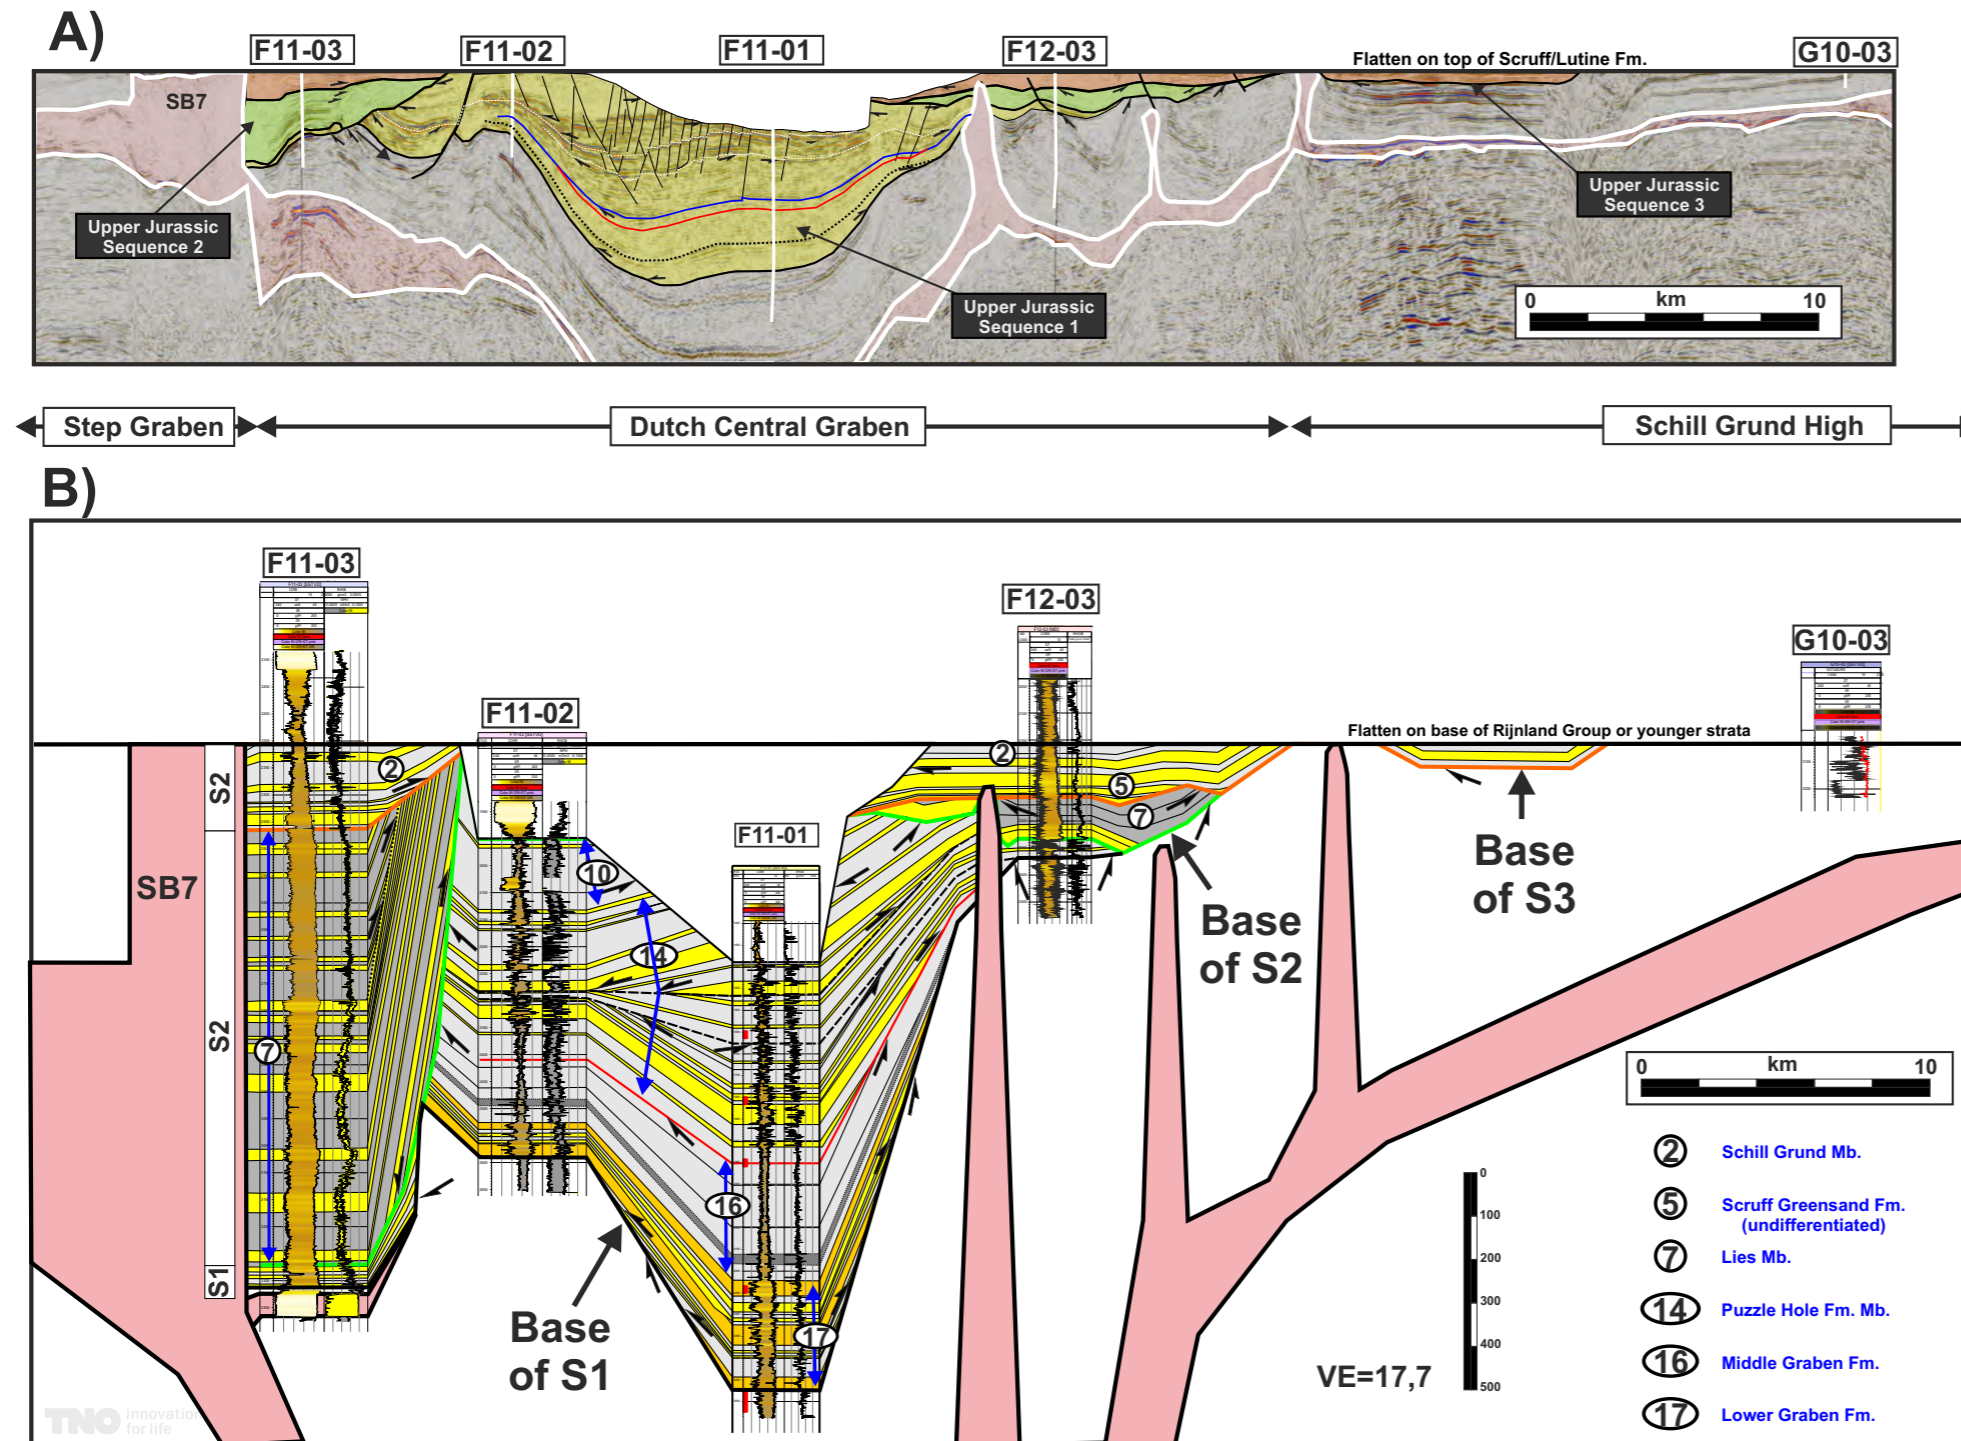 A)
F11-03
F11-02
F11-01
F12-03
Flatten on top of Scruff/Lutine Fm.
G10-03
SB7
Upper Jurassic
Sequence 2
Upper Jurassic
Sequence 1
Upper Jurassic
Sequence 3
0 km 10
Step Graben
Dutch Central Graben
Schill Grund High
B)
F11-03
F11-02
F11-01
F12-03
G10-03
Flatten on base of Rijnland Group or younger strata
SB7
S2
S2
S1
2
7
10
14
16
17
2
5
7
Base
of S1
Base
of S2
Base
of S3
0 km 10
VE=17,7
0
100
200
300
400
500
2 Schill Grund Mb.
5 Scruff Greensand Fm.
(undifferentiated)
7 Lies Mb.
14 Puzzle Hole Fm. Mb.
16 Middle Graben Fm.
17 Lower Graben Fm.
TNO innovation
for life